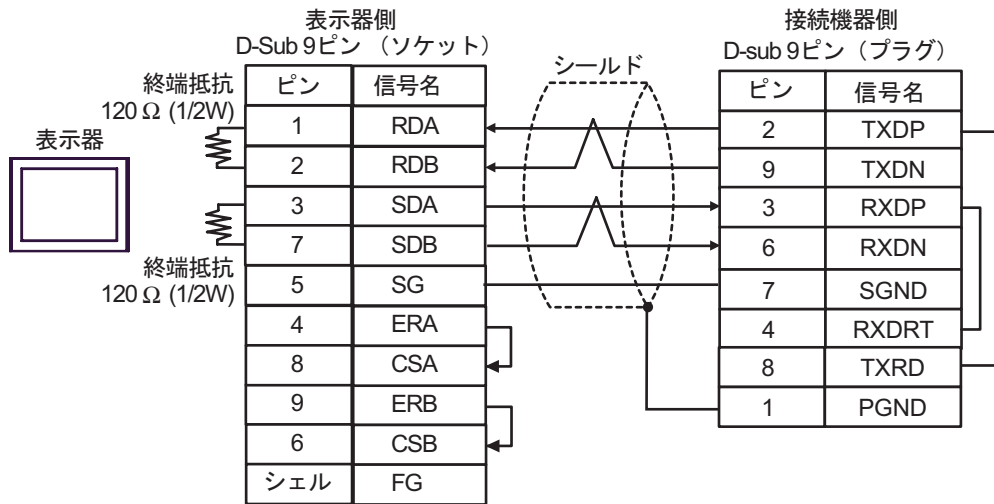 表示器側
D-Sub 9ピン （ソケット）
接続機器側
D-sub 9ピン（プラグ）
シールド
終端抵抗
120 Ω (1/2W)
表示器
終端抵抗
120 Ω (1/2W)
ピン 信号名
1 RDA
2 RDB
3 SDA
7 SDB
5 SG
4 ERA
8 CSA
9 ERB
6 CSB
シェル FG
ピン 信号名
2 TXDP
9 TXDN
3 RXDP
6 RXDN
7 SGND
4 RXDRT
8 TXRD
1 PGND